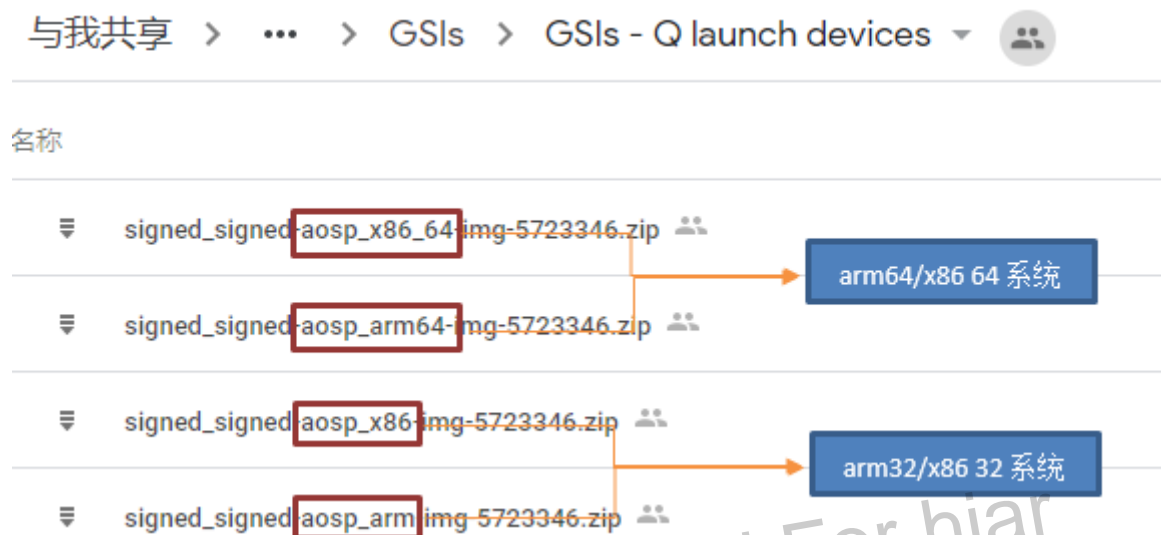 与我共享 > ... > GSIs > GSIs - Q launch devices
名称
signed_signed-aosp_x86_64-img-5723346.zip
arm64/x86 64 系统
signed_signed-aosp_arm64-img-5723346.zip
signed_signed-aosp_x86-img-5723346.zip
arm32/x86 32 系统
signed_signed-aosp_arm-img-5723346.zip
For hiar